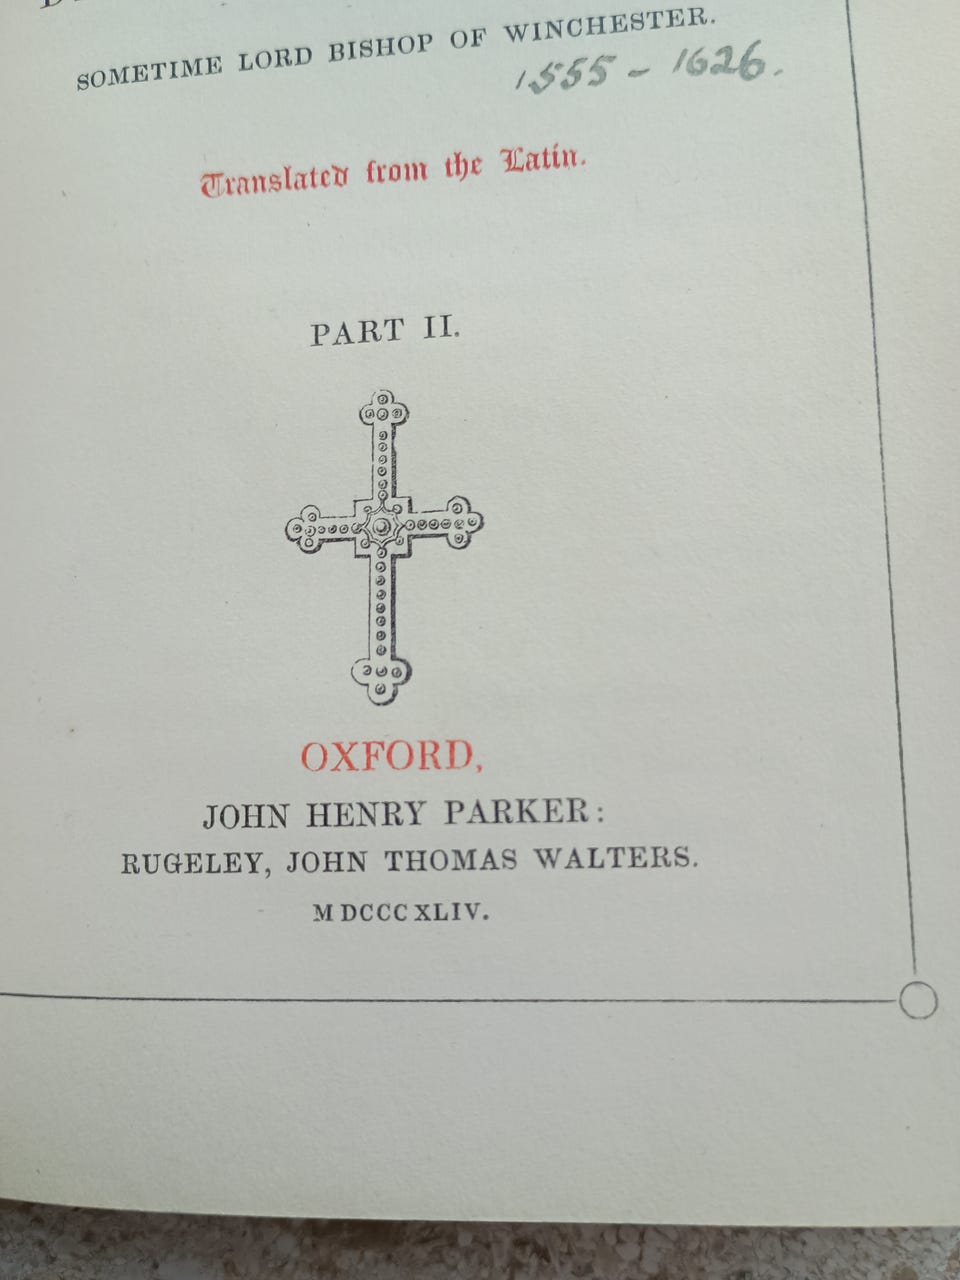 SOMETIME LORD BISHOP OF WINCHESTER.
1555 - 1626.
Translated from the Latin.
PART II.
OXFORD,
JOHN HENRY PARKER:
RUGELEY, JOHN THOMAS WALTERS.
MDCCCXLIV.